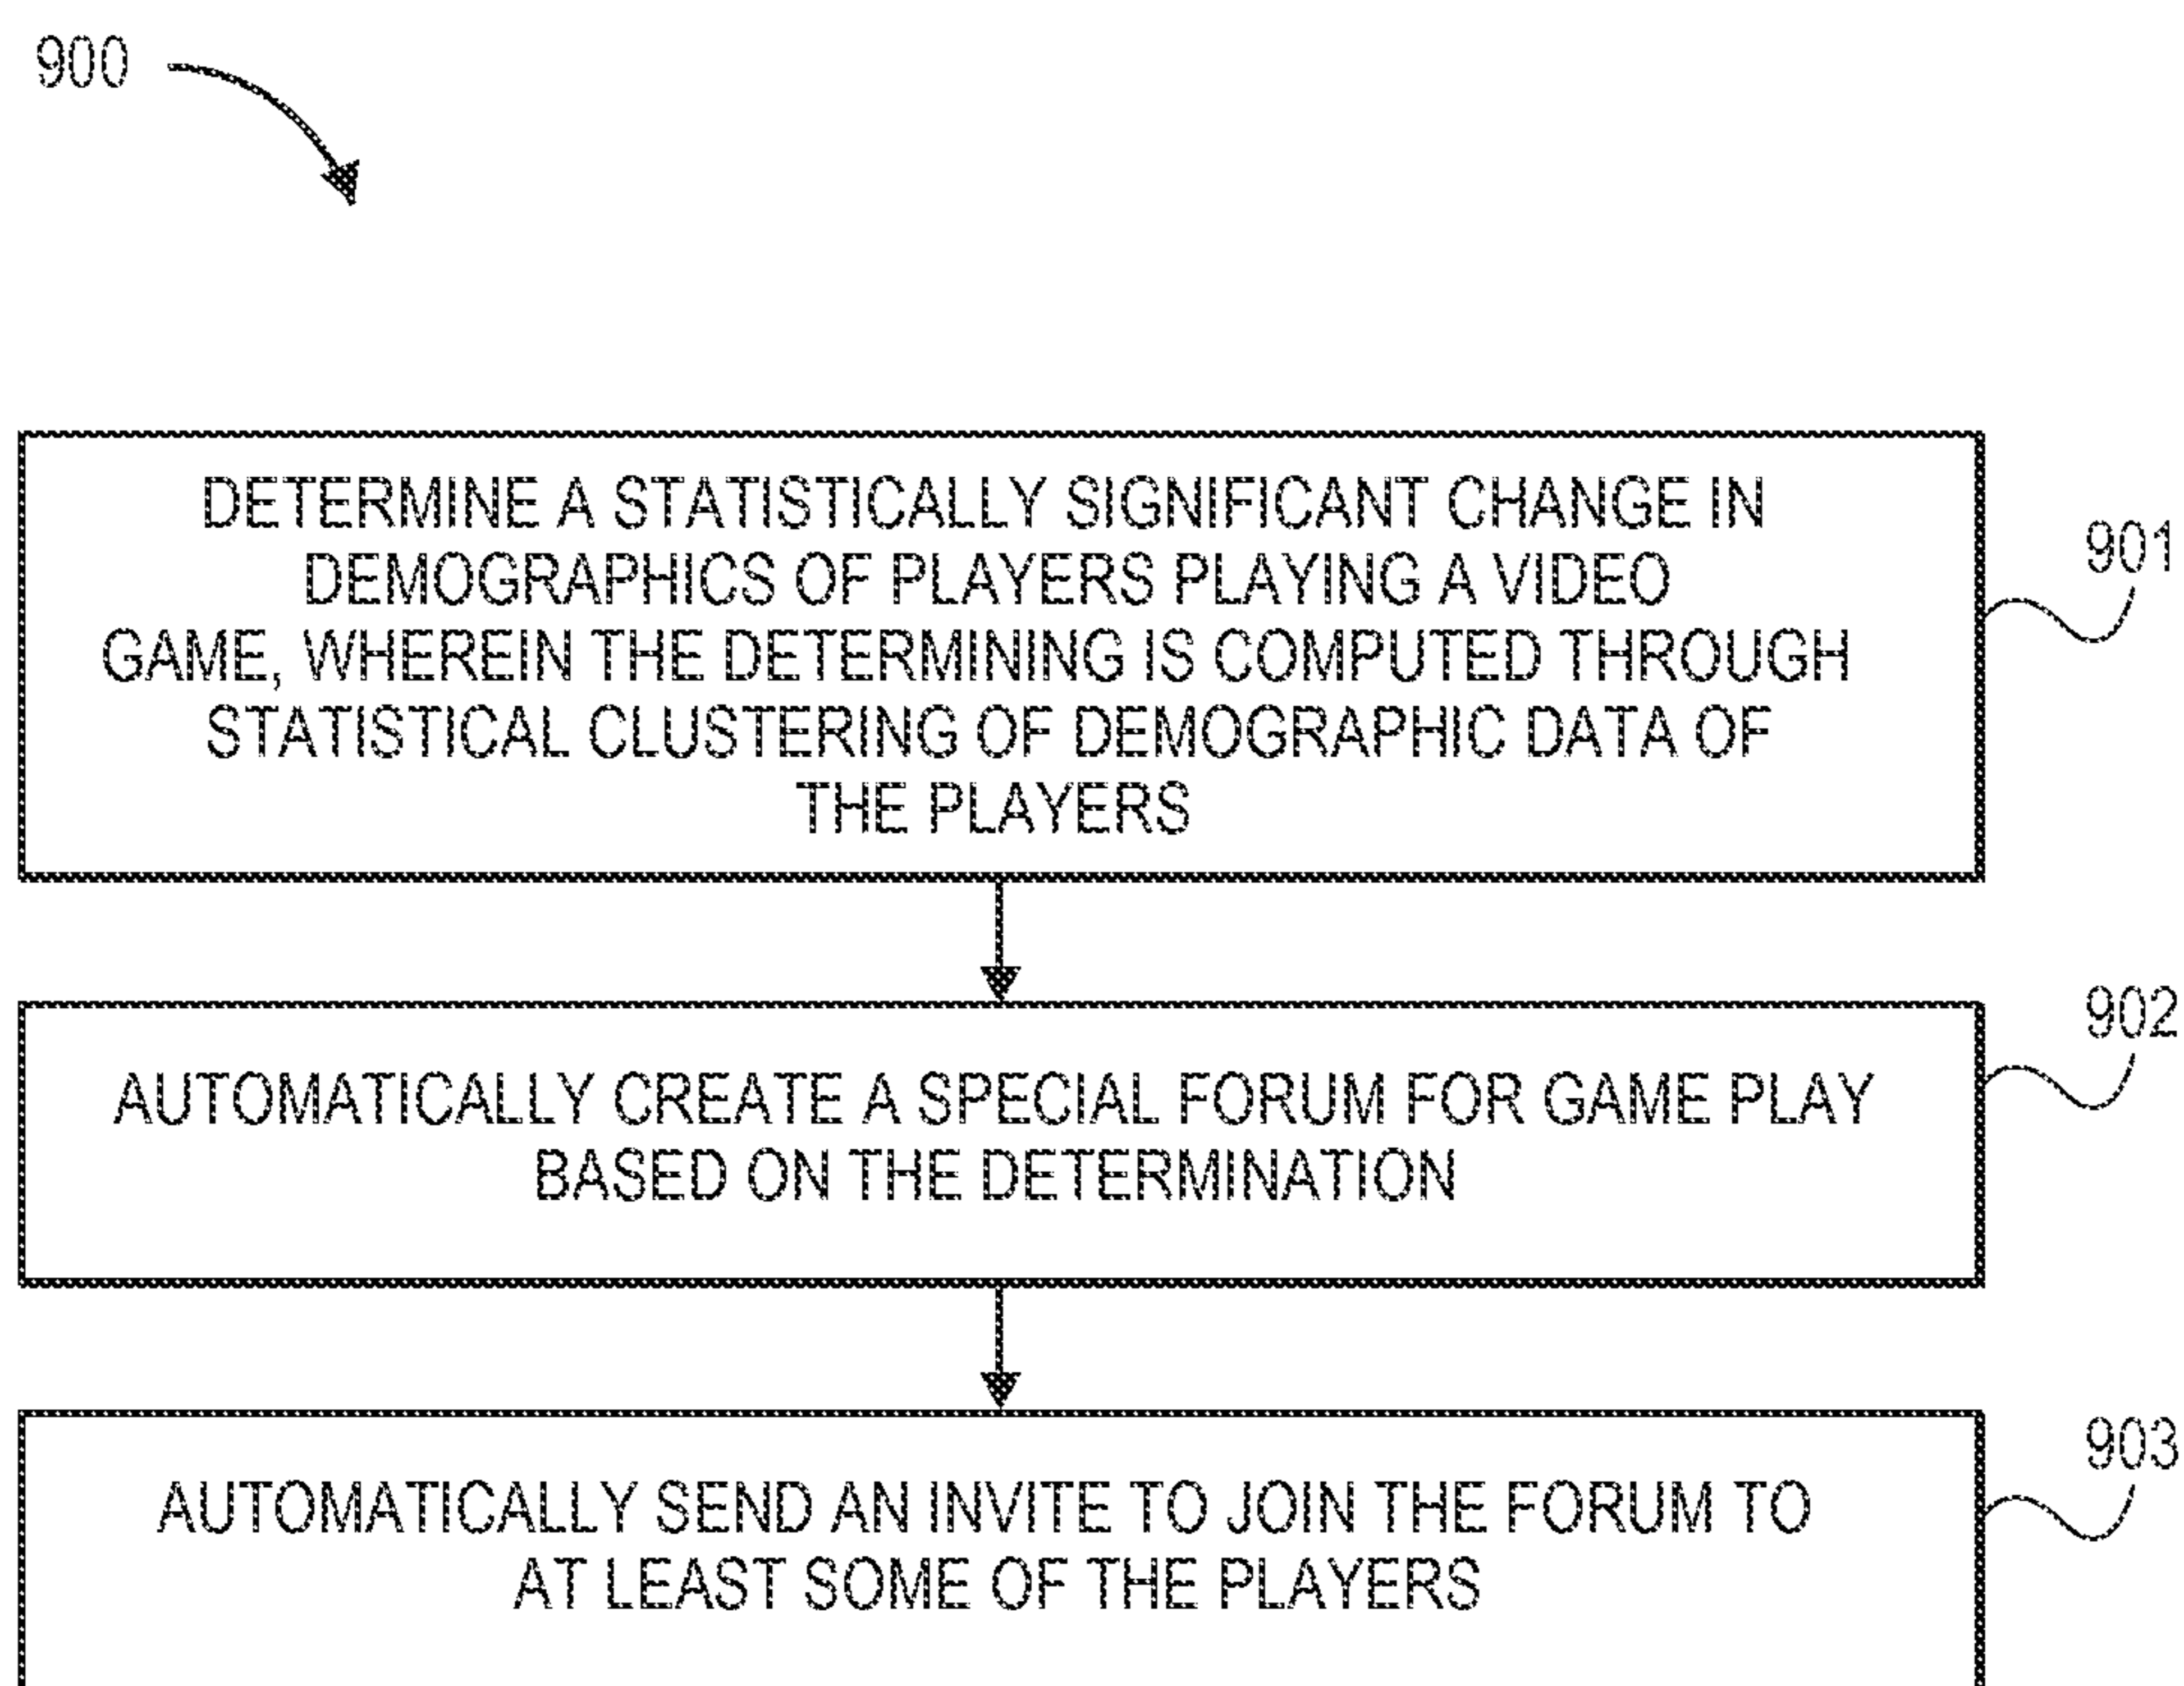 900
DETERMINE A STATISTICALLY SIGNIFICANT CHANGE IN
DEMOGRAPHICS OF PLAYERS PLAYING A VIDEO
GAME, WHEREIN THE DETERMINING IS COMPUTED THROUGH
STATISTICAL CLUSTERING OF DEMOGRAPHIC DATA OF
THE PLAYERS
901
AUTOMATICALLY CREATE A SPECIAL FORUM FOR GAME PLAY
BASED ON THE DETERMINATION
902
AUTOMATICALLY SEND AN INVITE TO JOIN THE FORUM TO
AT LEAST SOME OF THE PLAYERS
903